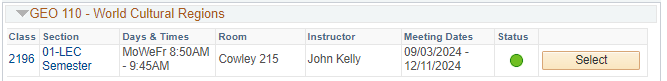 GEO 110 - World Cultural Regions
Class Section Days & Times Room Instructor Meeting Dates Status
2196 01-LEC Semester MoWeFr 8:50AM - 9:45AM Cowley 215 John Kelly 09/03/2024 - 12/11/2024 Select